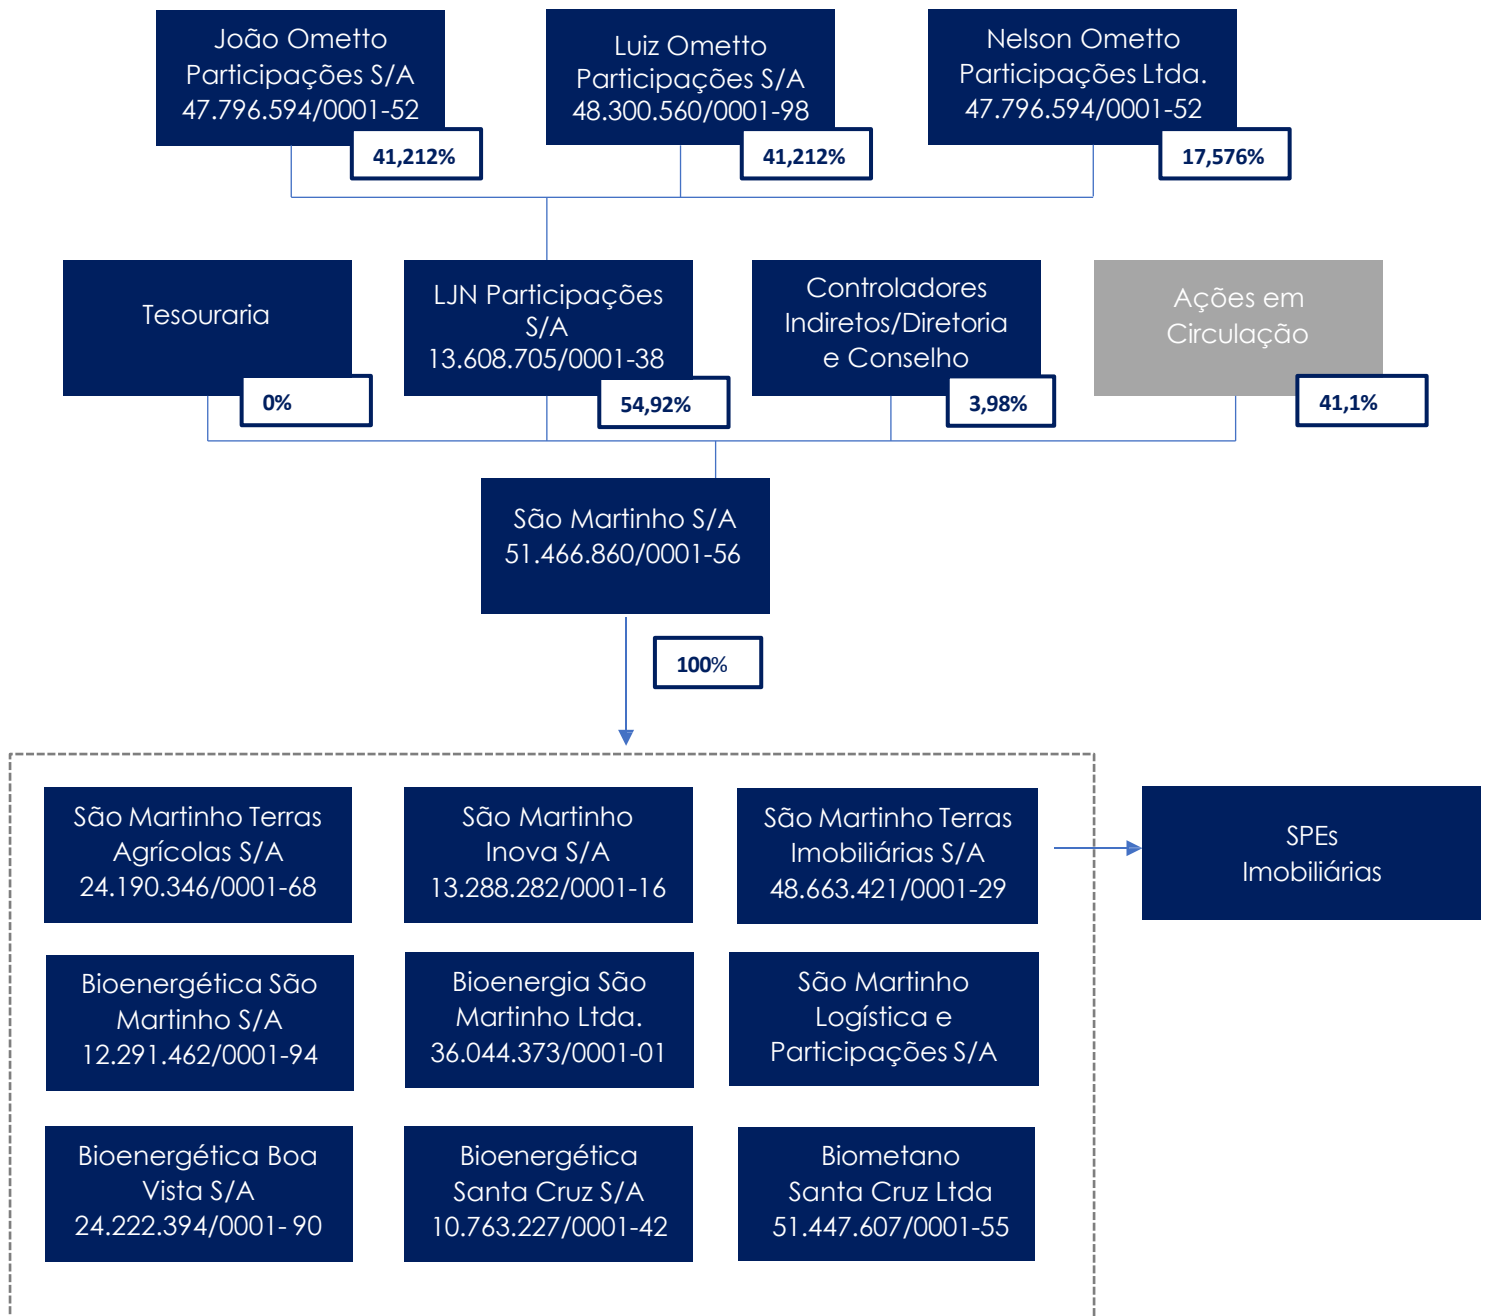 João Ometto
Participações S/A
47.796.594/0001-52
41,212%
Luiz Ometto
Participações S/A
48.300.560/0001-98
41,212%
Nelson Ometto
Participações Ltda.
47.796.594/0001-52
17,576%
Tesouraria
0%
LJN Participações
S/A
13.608.705/0001-38
54,92%
Controladores
Indiretos/Diretoria
e Conselho
3,98%
Ações em
Circulação
41,1%
São Martinho S/A
51.466.860/0001-56
100%
São Martinho Terras
Agrícolas S/A
24.190.346/0001-68
São Martinho
Inova S/A
13.288.282/0001-16
São Martinho Terras
Imobiliárias S/A
48.663.421/0001-29
SPEs
Imobiliárias
Bioenergética São
Martinho S/A
12.291.462/0001-94
Bioenergia São
Martinho Ltda.
36.044.373/0001-01
São Martinho
Logística e
Participações S/A
Bioenergética Boa
Vista S/A
24.222.394/0001- 90
Bioenergética
Santa Cruz S/A
10.763.227/0001-42
Biometano
Santa Cruz Ltda
51.447.607/0001-55